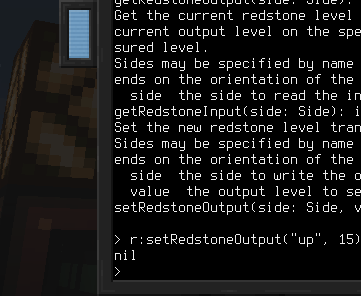 getRedstoneOutput(side: Side):
Get the current redstone level
current output level on the spe
sured level.
Sides may be specified by name
ends on the orientation of the
side  the side to read the in
getRedstoneInput(side: Side): i
Set the new redstone level tran
Sides may be specified by name
ends on the orientation of the
side  the side to write the o
value  the output level to se
setRedstoneOutput(side: Side, v
> r:setRedstoneOutput("up", 15)
nil
>